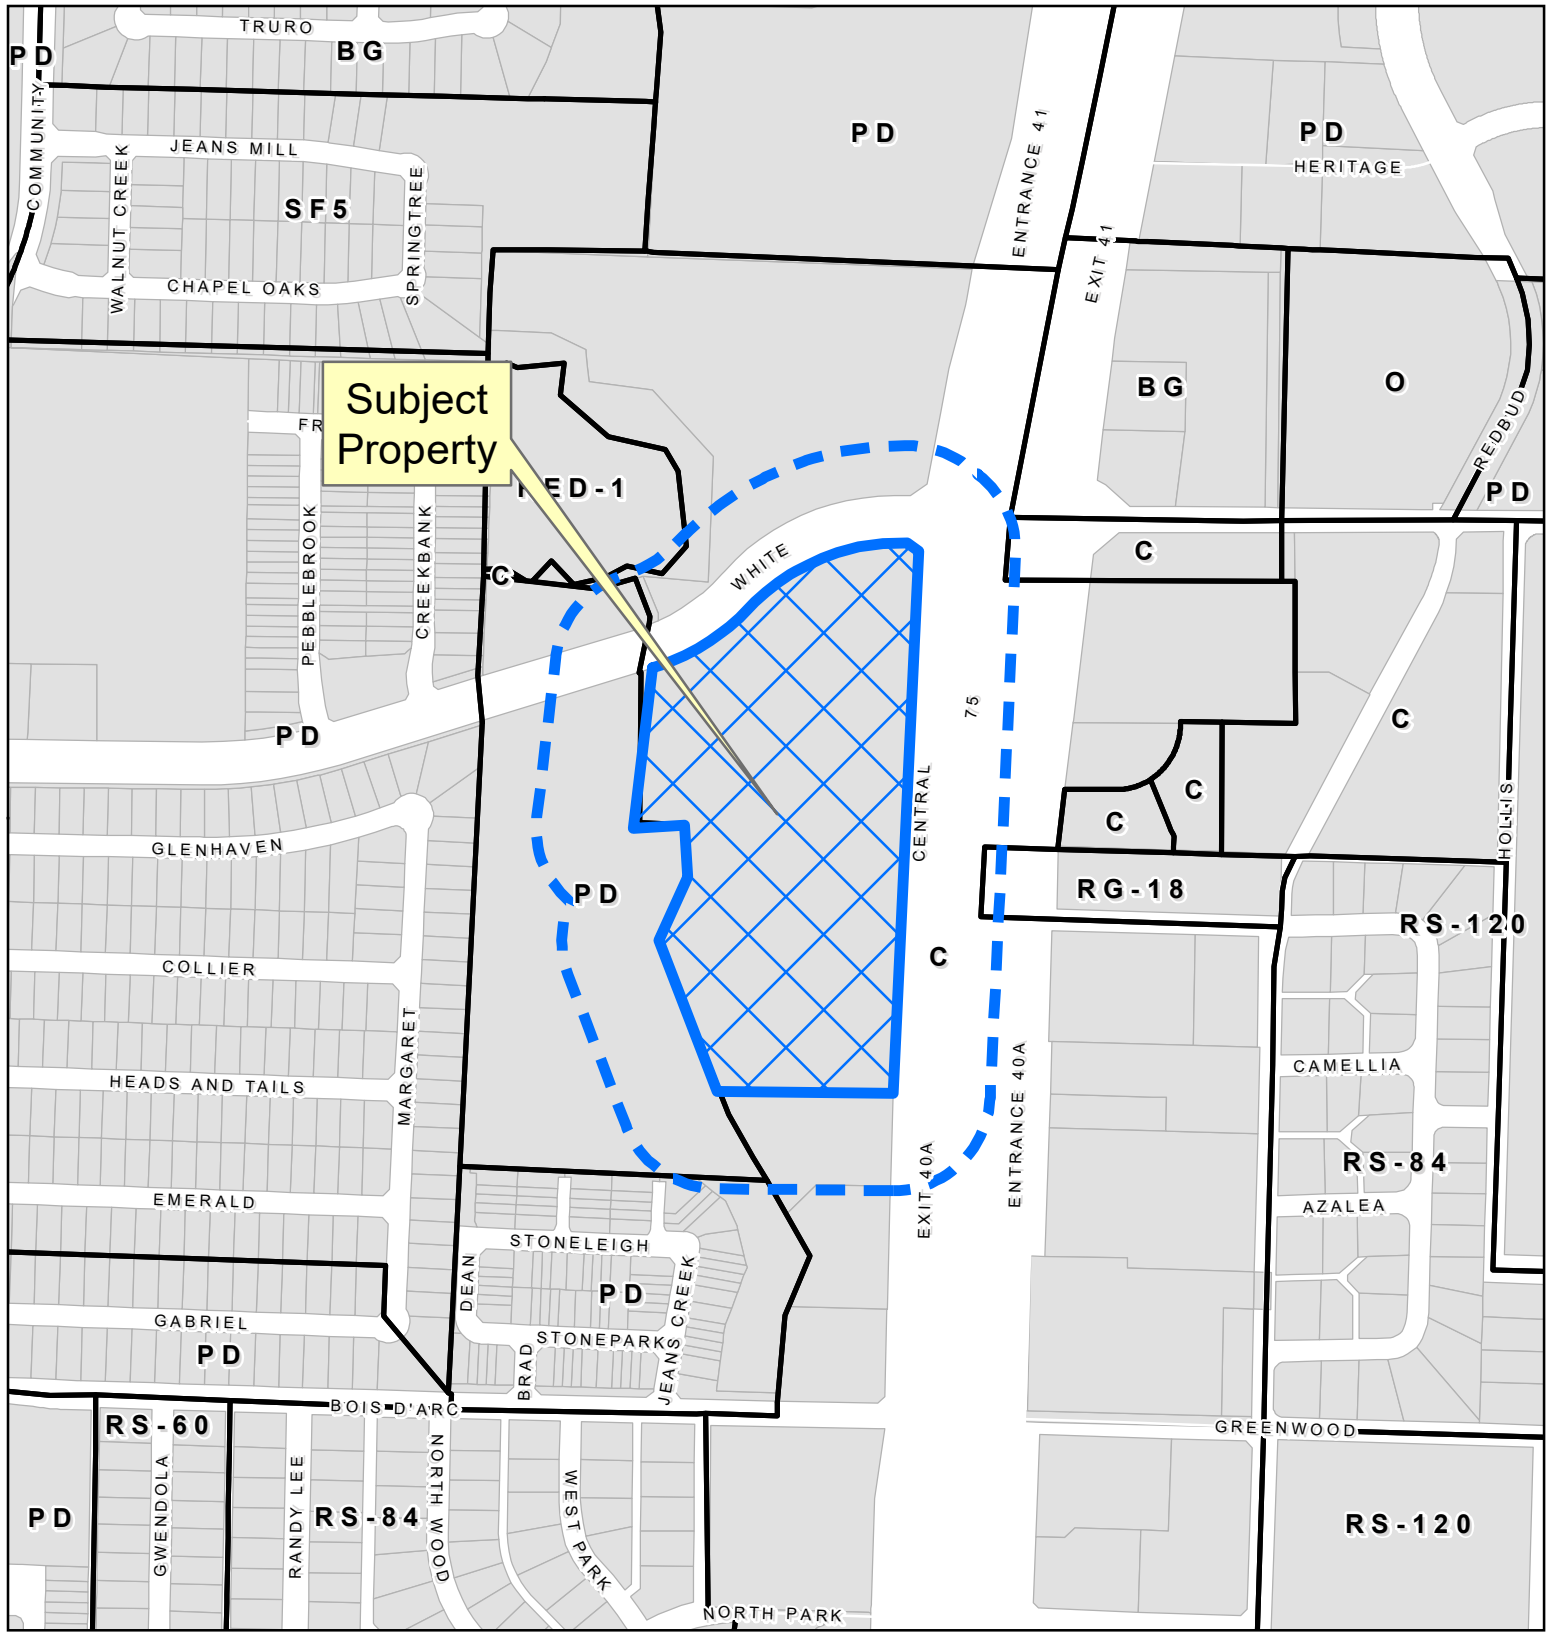 TRURO
BG
PD
COMMUNITY
JEANS MILL
WALNUT CREEK
SF5
SPRINGTREE
CHAPEL OAKS
PD
ENTRANCE 41
EXIT 41
PD
HERITAGE
BG
O
REDBUD
PD
Subject
Property
FR
ED-1
C
PEBBLEBROOK
CREEKBANK
WHITE
C
PD
75
C
C
C
HOLLIS
CENTRAL
GLENHAVEN
PD
RG-18
RS-120
COLLIER
C
MARGARET
HEADS AND TAILS
ENTRANCE 40A
CAMELLIA
EMERALD
EXIT 40A
RS-84
AZALEA
STONELEIGH
DEAN
PD
JEANS CREEK
GABRIEL
STONEPARK
PD
BRAD
BOIS D'ARC
RS-60
GREENWOOD
GWENDOLA
RANDY LEE
NORTH WOOD
WEST PARK
PD
RS-84
RS-120
NORTH PARK